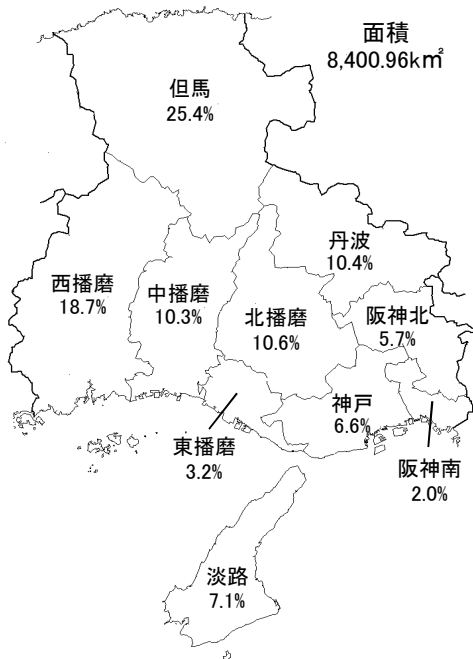 面積
8,400.96k㎡
但馬
25.4%
丹波
10.4%
西播磨
18.7%
中播磨
10.3%
北播磨
10.6%
阪神北
5.7%
神戸
6.6%
東播磨
3.2%
阪神南
2.0%
淡路
7.1%